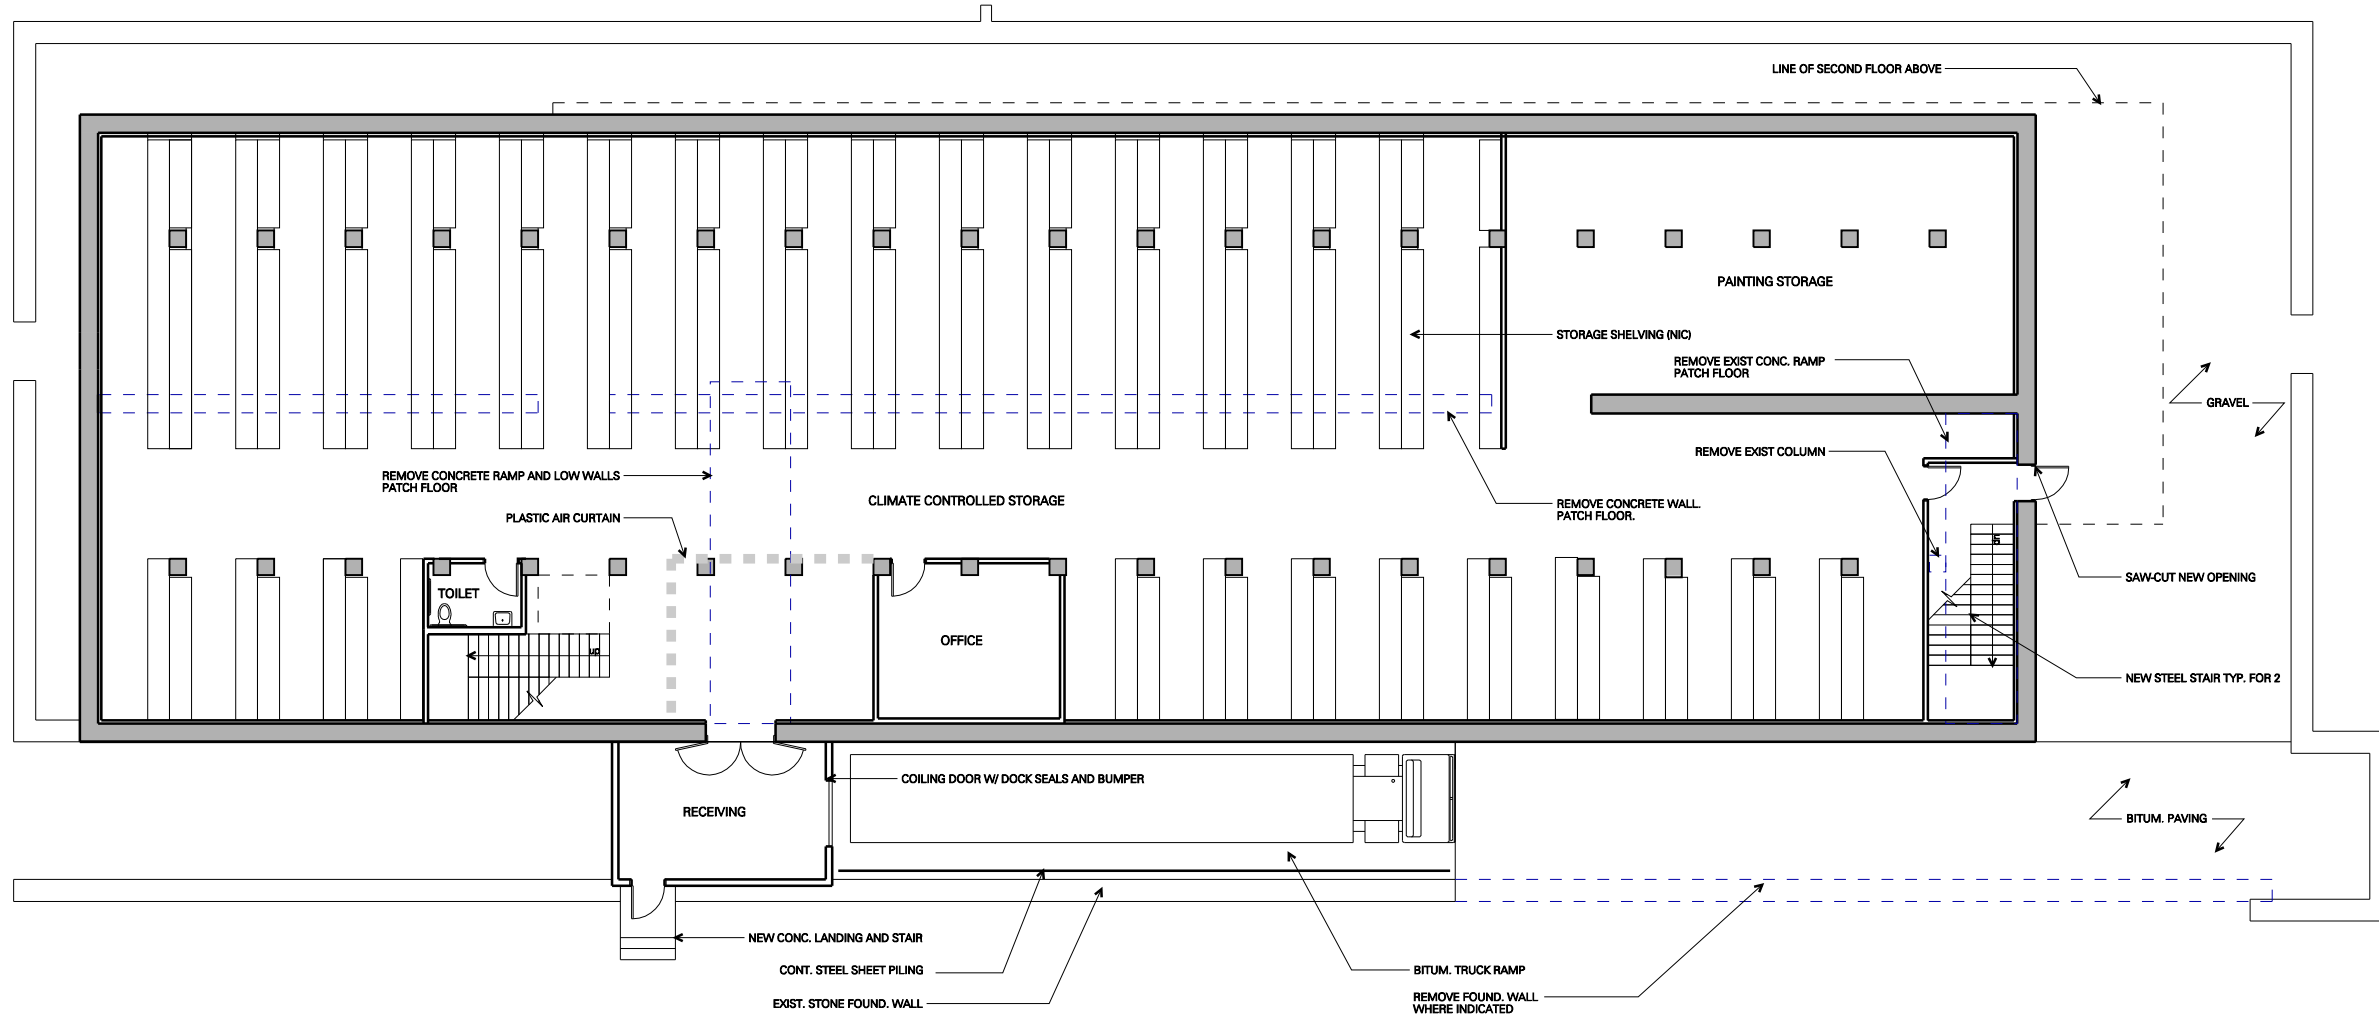 LINE OF SECOND FLOOR ABOVE
PAINTING STORAGE
STORAGE SHELVING (NIC)
REMOVE EXIST CONC. RAMP
PATCH FLOOR
GRAVEL
REMOVE EXIST COLUMN
REMOVE CONCRETE RAMP AND LOW WALLS
PATCH FLOOR
CLIMATE CONTROLLED STORAGE
REMOVE CONCRETE WALL.
PATCH FLOOR.
PLASTIC AIR CURTAIN
up
SAW-CUT NEW OPENING
TOILET
OFFICE
up
NEW STEEL STAIR TYP. FOR 2
COILING DOOR W/ DOCK SEALS AND BUMPER
RECEIVING
BITUM. PAVING
NEW CONC. LANDING AND STAIR
CONT. STEEL SHEET PILING
BITUM. TRUCK RAMP
EXIST. STONE FOUND. WALL
REMOVE FOUND. WALL
WHERE INDICATED